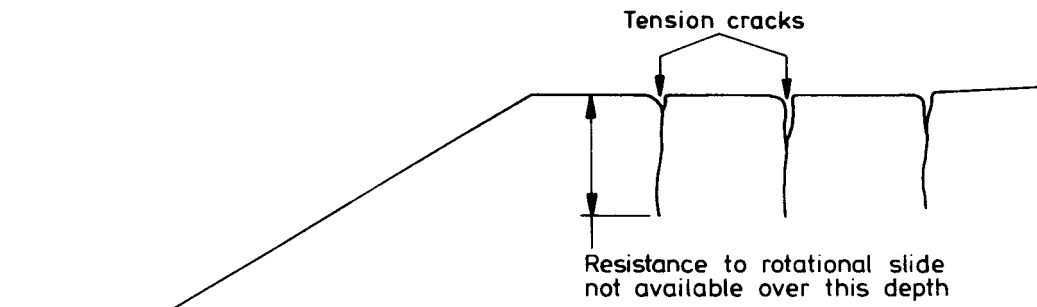 Tension cracks
Resistance to rotational slide
not available over this depth